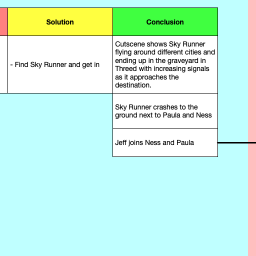 Solution
Conclusion
- Find Sky Runner and get in
Cutscene shows Sky Runner
flying around different cities and
ending up in the graveyard in
Threed with increasing signals
as it approaches the
destination.
Sky Runner crashes to the
ground next to Paula and Ness
Jeff joins Ness and Paula